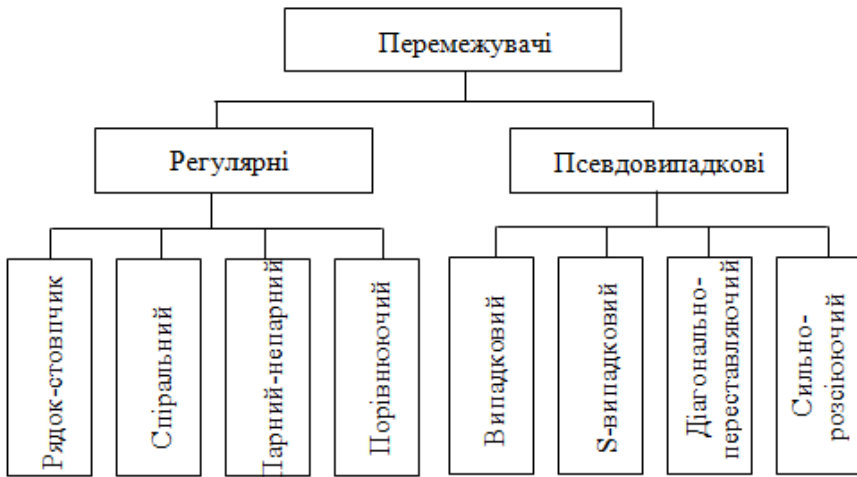 Перемежувачі
Регулярні
Псевдовипадкові
Рядок-стовпчик
Спіральний
Парний-непарний
Порівнюючий
Випадковий
S-випадковий
Діагонально-
переставляючий
Сильно-
розсіюючий